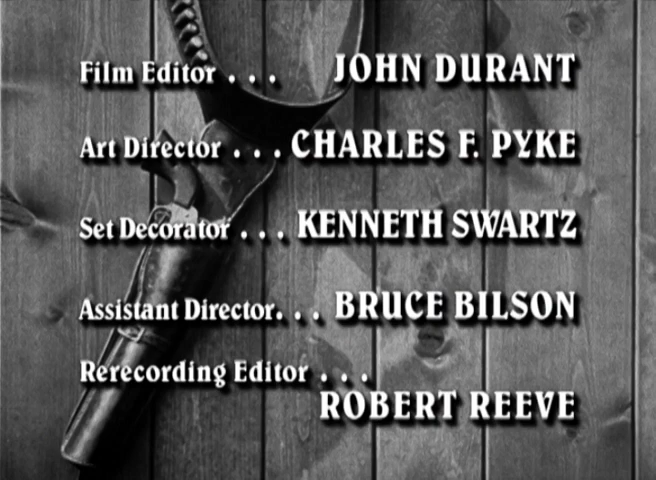 Film Editor . . . JOHN DURANT
Art Director . . . CHARLES F. PYKE
Set Decorator . . . KENNETH SWARTZ
Assistant Director. . . BRUCE BILSON
Rerecording Editor . . .
ROBERT REEVE